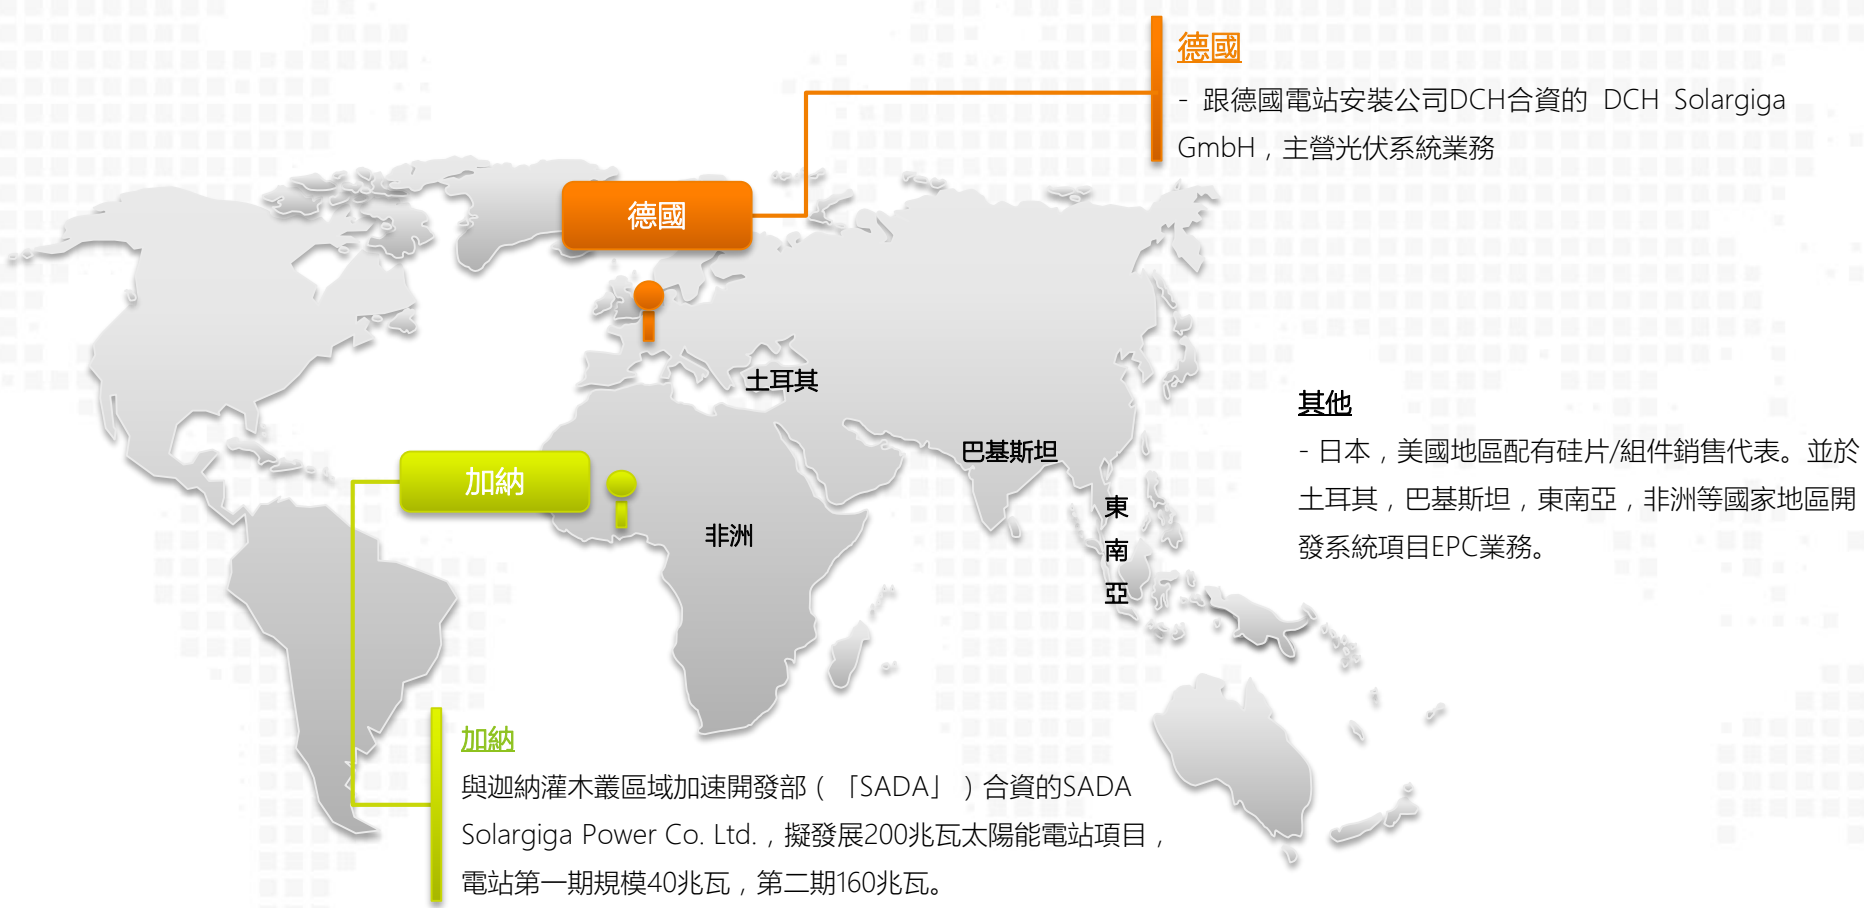 德國
- 跟德國電站安裝公司DCH合資的 DCH Solargiga
GmbH，主營光伏系統業務
德國
土耳其
其他
巴基斯坦
- 日本，美國地區配有硅片/組件銷售代表。並於
土耳其，巴基斯坦，東南亞，非洲等國家地區開
發系統項目EPC業務。
加納
東
南
亞
非洲
加納
與迦納灌木叢區域加速開發部（「SADA」）合資的SADA
Solargiga Power Co. Ltd.，擬發展200兆瓦太陽能電站項目，
電站第一期規模40兆瓦，第二期160兆瓦。